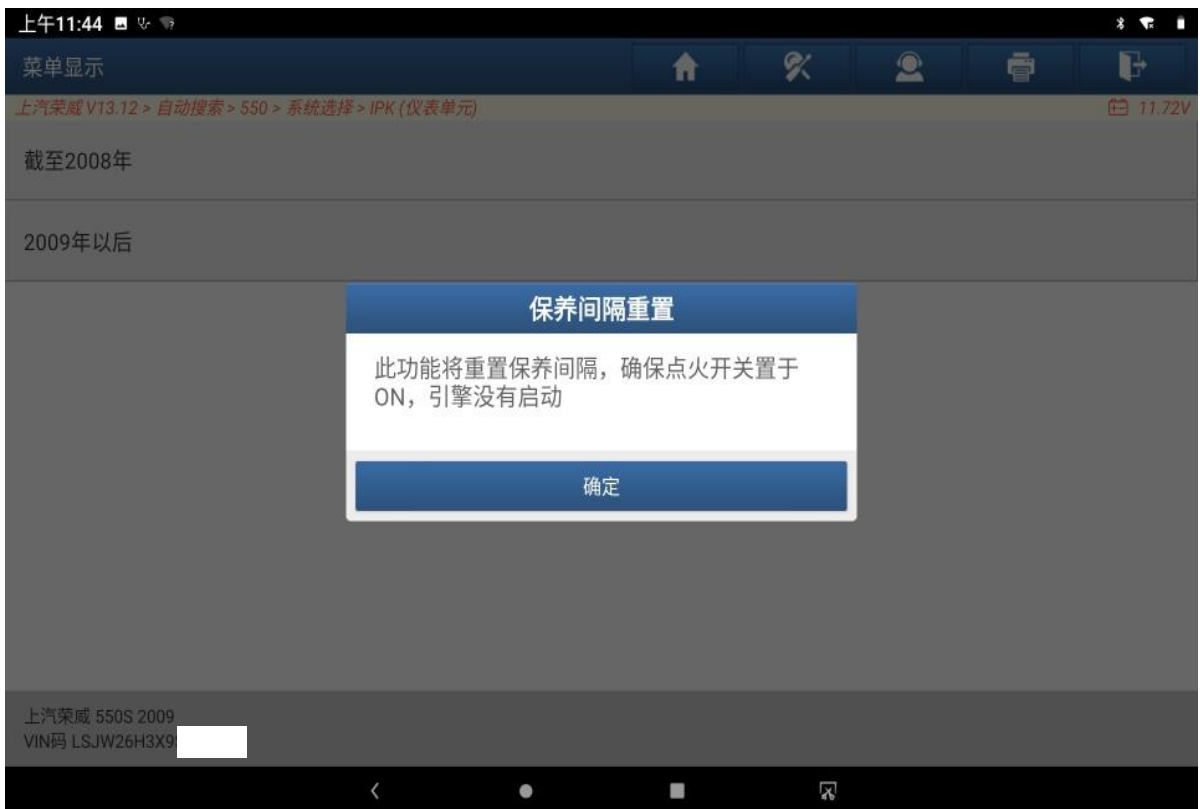 上午11:44
菜单显示
上汽荣威 V13.12 > 自动搜索 > 550 > 系统选择 > IPK (仪表单元)
11.72V
截至2008年
2009年以后
保养间隔重置
此功能将重置保养间隔，确保点火开关置于
ON，引擎没有启动
确定
上汽荣威 550S 2009
VIN码 LSJW26H3X9